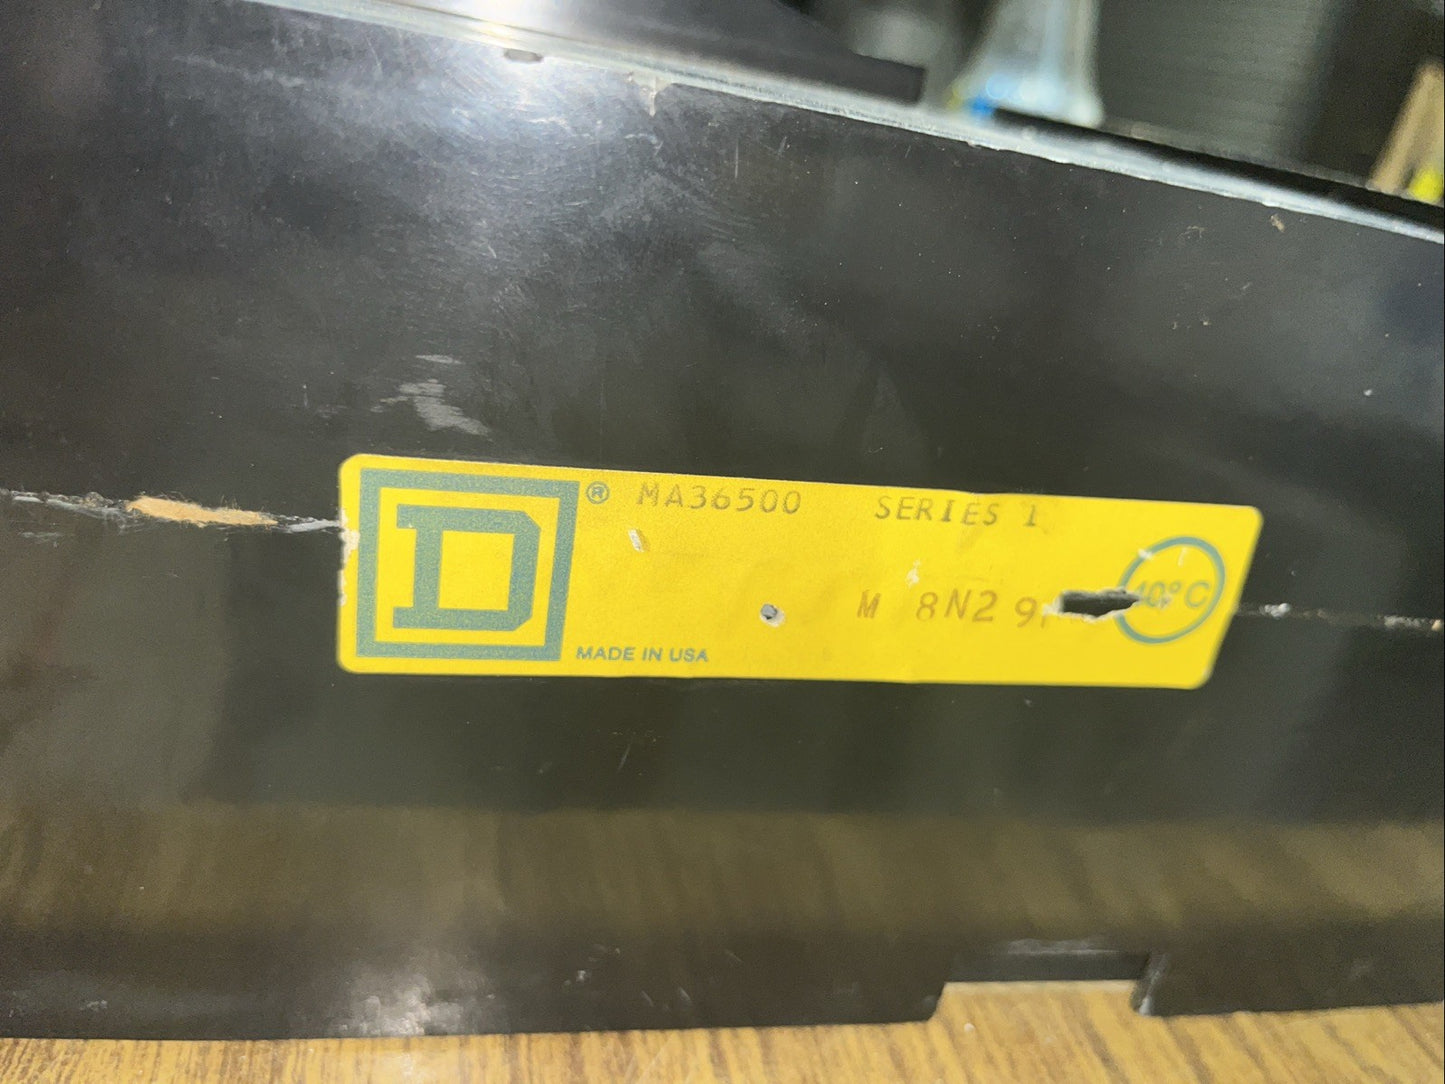 D ® MA36500 SERIES 1
M 8N2 9
40°C
MADE IN USA